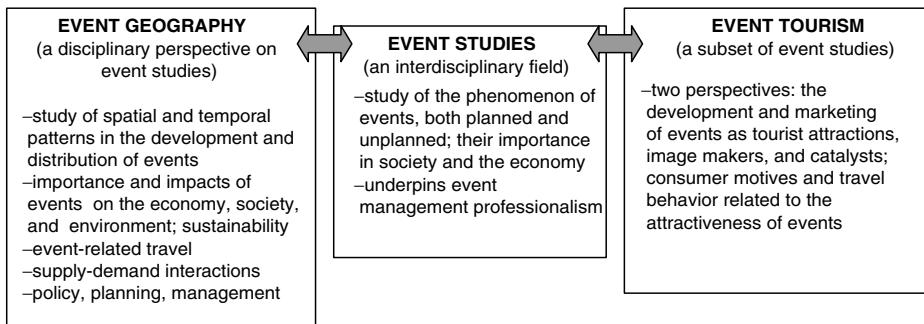 EVENT GEOGRAPHY
(a disciplinary perspective on
event studies)
–study of spatial and temporal
patterns in the development and
distribution of events
–importance and impacts of
events on the economy, society,
and environment; sustainability
–event-related travel
–supply-demand interactions
–policy, planning, management
EVENT STUDIES
(an interdisciplinary field)
–study of the phenomenon of
events, both planned and
unplanned; their importance
in society and the economy
–underpins event
management professionalism
EVENT TOURISM
(a subset of event studies)
–two perspectives: the
development and marketing
of events as tourist attractions,
image makers, and catalysts;
consumer motives and travel
behavior related to the
attractiveness of events